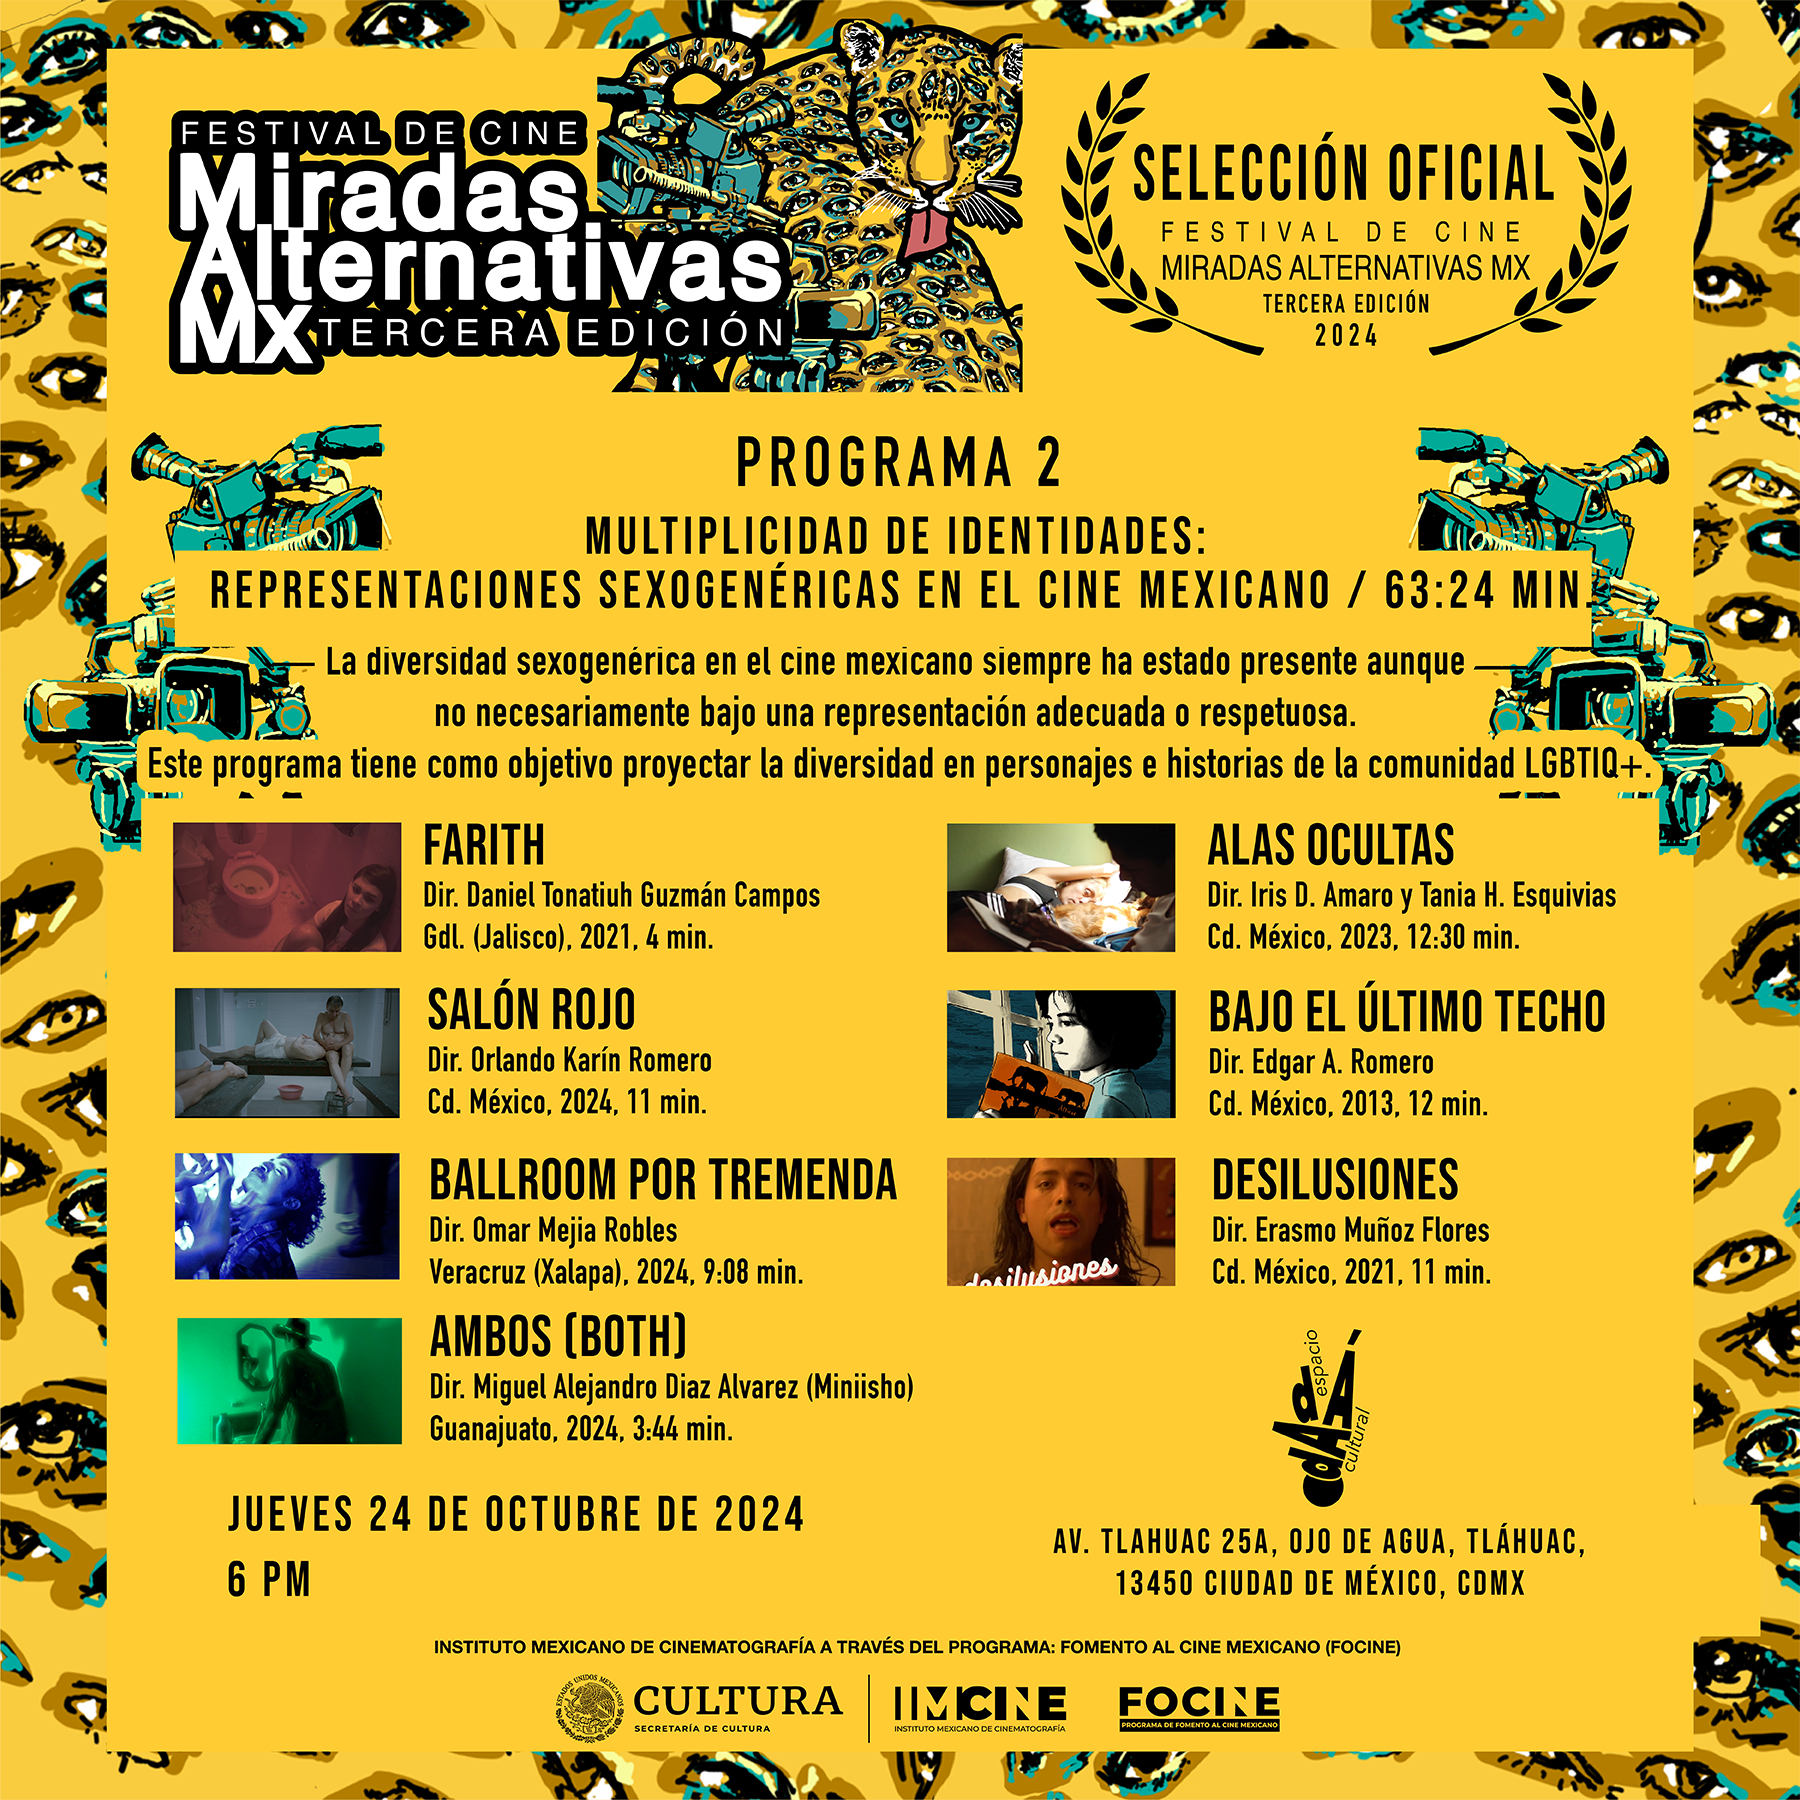 FESTIVAL DE CINE
Miradas
Alternativas
Mx TERCERA EDICIÓN
SELECCIÓN OFICIAL
FESTIVAL DE CINE
MIRADAS ALTERNATIVAS MX
TERCERA EDICIÓN
2024
PROGRAMA 2
MULTIPLICIDAD DE IDENTIDADES:
REPRESENTACIONES SEXOGENÉRICAS EN EL CINE MEXICANO / 63:24 MIN.
La diversidad sexogenérica en el cine mexicano siempre ha estado presente aunque
no necesariamente bajo una representación adecuada o respetuosa.
Este programa tiene como objetivo proyectar la diversidad en personajes e historias de la comunidad LGBTIQ+.
FARITH
Dir. Daniel Tonatiuh Guzmán Campos
Gdl. (Jalisco), 2021, 4 min.
SALÓN ROJO
Dir. Orlando Karín Romero
Cd. México, 2024, 11 min.
BALLROOM POR TREMENDA
Dir. Omar Mejia Robles
Veracruz (Xalapa), 2024, 9:08 min.
AMBOS (BOTH)
Dir. Miguel Alejandro Diaz Alvarez (Miniisho)
Guanajuato, 2024, 3:44 min.
ALAS OCULTAS
Dir. Iris D. Amaro y Tania H. Esquivias
Cd. México, 2023, 12:30 min.
BAJO EL ÚLTIMO TECHO
Dir. Edgar A. Romero
Cd. México, 2013, 12 min.
desilusiones
DESILUSIONES
Dir. Erasmo Muñoz Flores
Cd. México, 2021, 11 min.
espacio
dAdA
cultural
JUEVES 24 DE OCTUBRE DE 2024
6 PM
AV. TLAHUAC 25A, OJO DE AGUA, TLÁHUAC,
13450 CIUDAD DE MÉXICO, CDMX
INSTITUTO MEXICANO DE CINEMATOGRAFÍA A TRAVÉS DEL PROGRAMA: FOMENTO AL CINE MEXICANO (FOCINE)
ESTADOS UNIDOS MEXICANOS
CULTURA
SECRETARÍA DE CULTURA
IMCINE
INSTITUTO MEXICANO DE CINEMATOGRAFÍA
FOCINE
PROGRAMA DE FOMENTO AL CINE MEXICANO